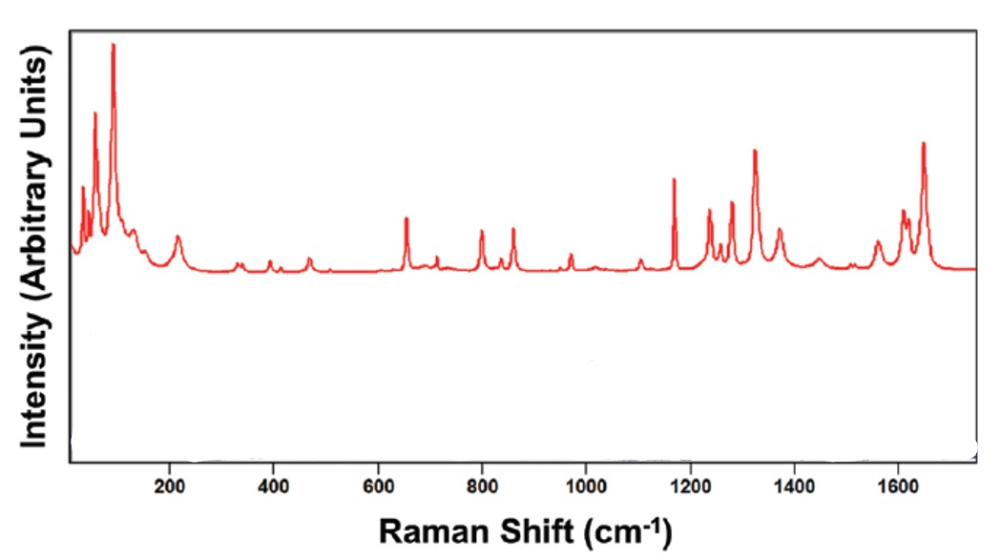 Intensity (Arbitrary Units)
200 400 600 800 1000 1200 1400 1600
Raman Shift (cm-1)